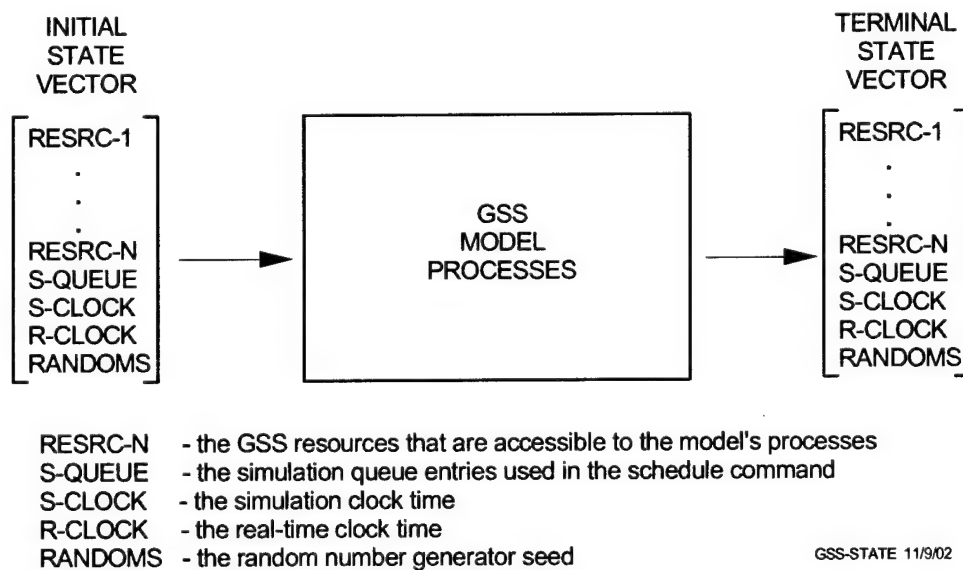 INITIAL
STATE
VECTOR
RESRC-1
.
.
.
RESRC-N
S-QUEUE
S-CLOCK
R-CLOCK
RANDOMS
GSS
MODEL
PROCESSES
TERMINAL
STATE
VECTOR
RESRC-1
.
.
.
RESRC-N
S-QUEUE
S-CLOCK
R-CLOCK
RANDOMS
RESRC-N - the GSS resources that are accessible to the model's processes
S-QUEUE - the simulation queue entries used in the schedule command
S-CLOCK - the simulation clock time
R-CLOCK - the real-time clock time
RANDOMS - the random number generator seed
GSS-STATE 11/9/02